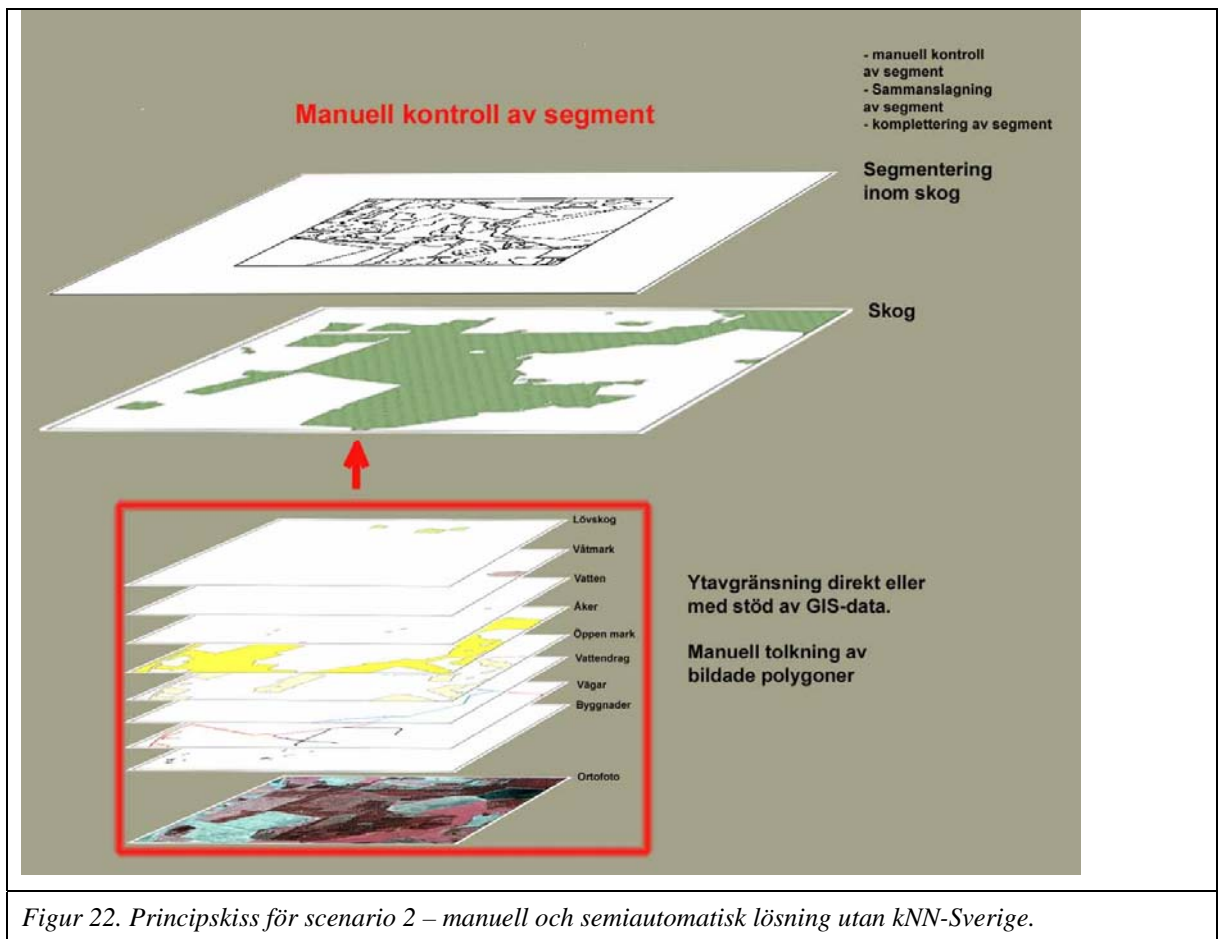 - manuell kontroll
av segment
- Sammanslagning
av segment
- komplettering av segment
Manuell kontroll av segment
Segmentering
inom skog
Skog
Lövskog
Våtmark
Vatten
Åker
Öppen mark
Vattendrag
Vägar
Byggnader
Ortofoto
Ytavgränsning direkt eller
med stöd av GIS-data.
Manuell tolkning av
bildade polygoner
Figur 22. Principskiss för scenario 2 – manuell och semiautomatisk lösning utan kNN-Sverige.